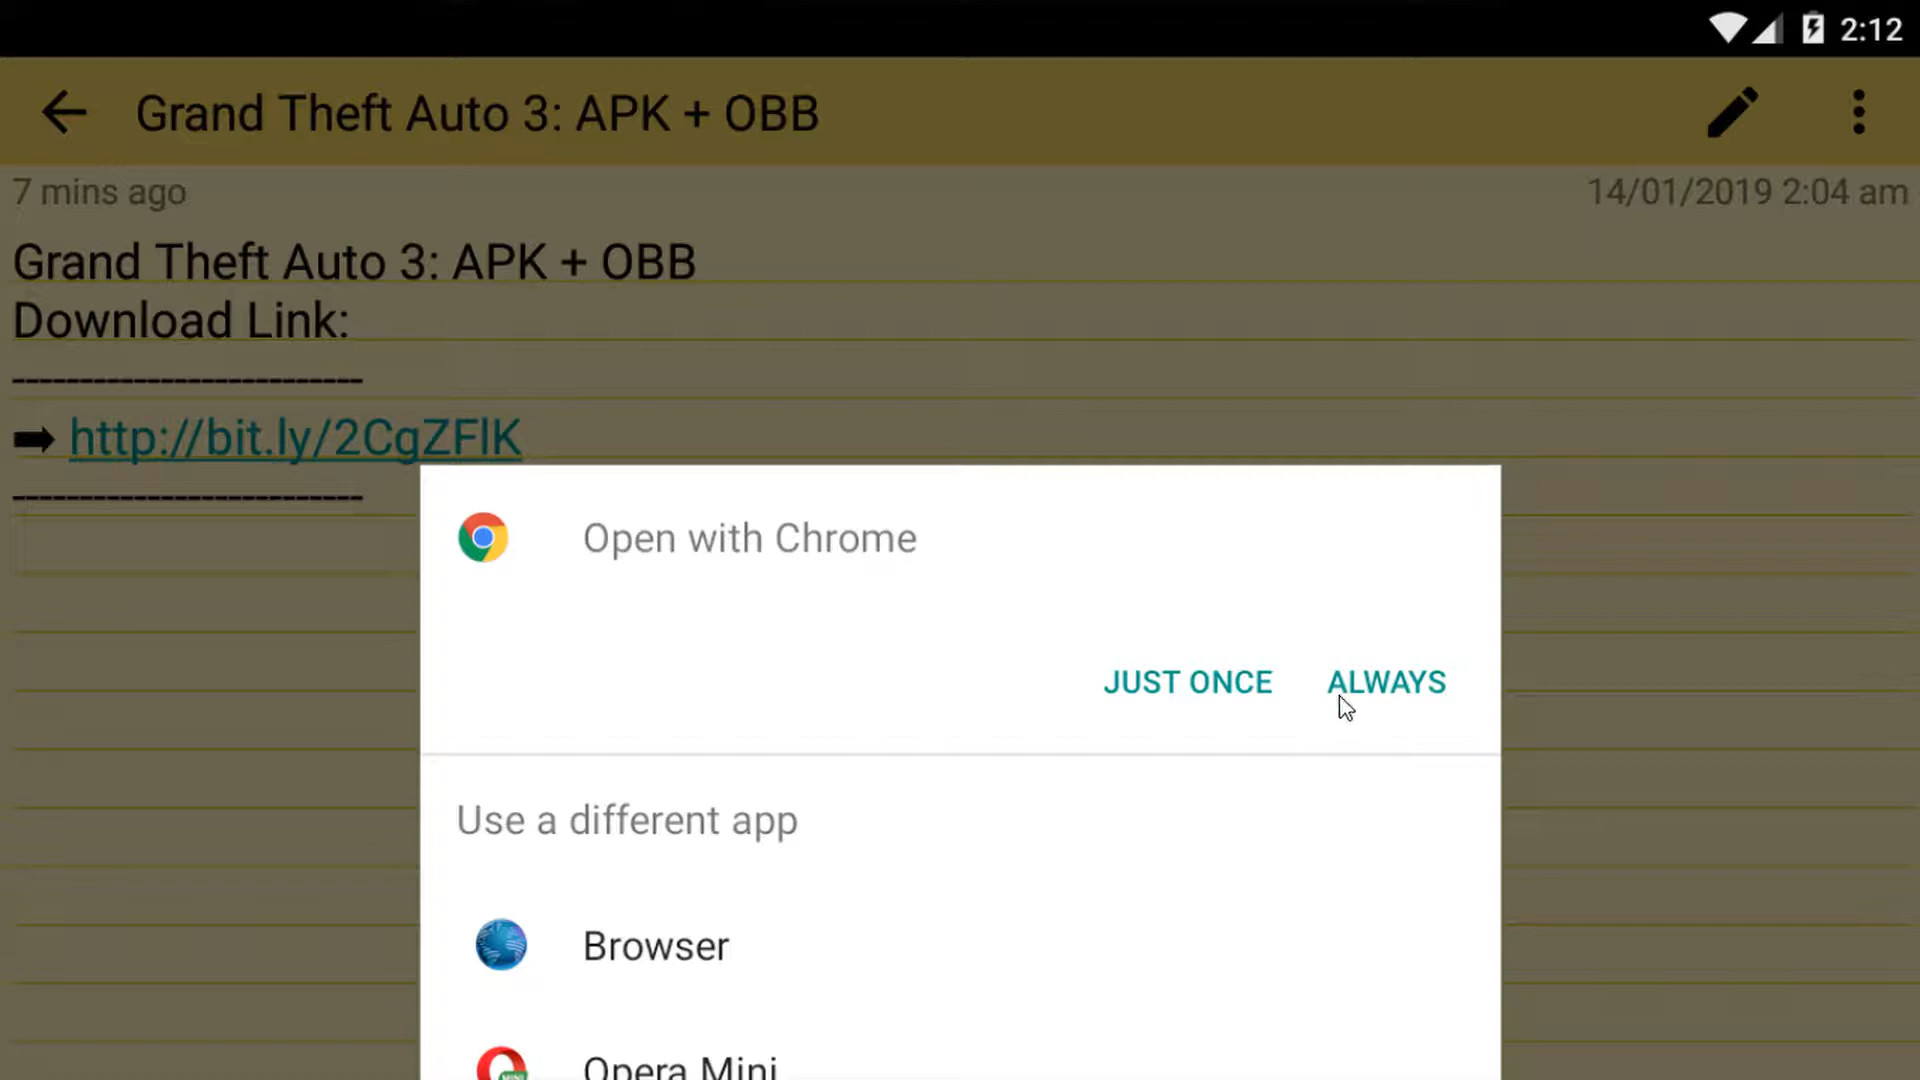 2:12
Grand Theft Auto 3: APK + OBB
7 mins ago
14/01/2019 2:04 am
Grand Theft Auto 3: APK + OBB
Download Link:
--------------------------
➡ http://bit.ly/2CgZFlK
--------------------------
Open with Chrome
JUST ONCE
ALWAYS
Use a different app
Browser
Opera Mini